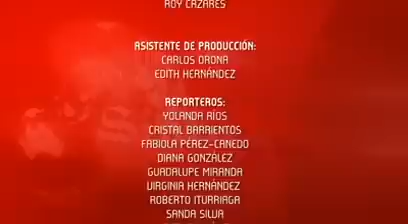 ROY CAZARES
ASISTENTE DE PRODUCCIÓN:
CARLOS ORDNA
EDITH HERNÁNDEZ
REPORTEROS:
YOLANDA RÍOS
CRISTAL BARRIENTOS
FABIOLA PÉREZ-CANEDO
DIANA GONZÁLEZ
GUADALUPE MIRANDA
VIRGINIA HERNÁNDEZ
ROBERTO ITURRIAGA
SANDA SILVA